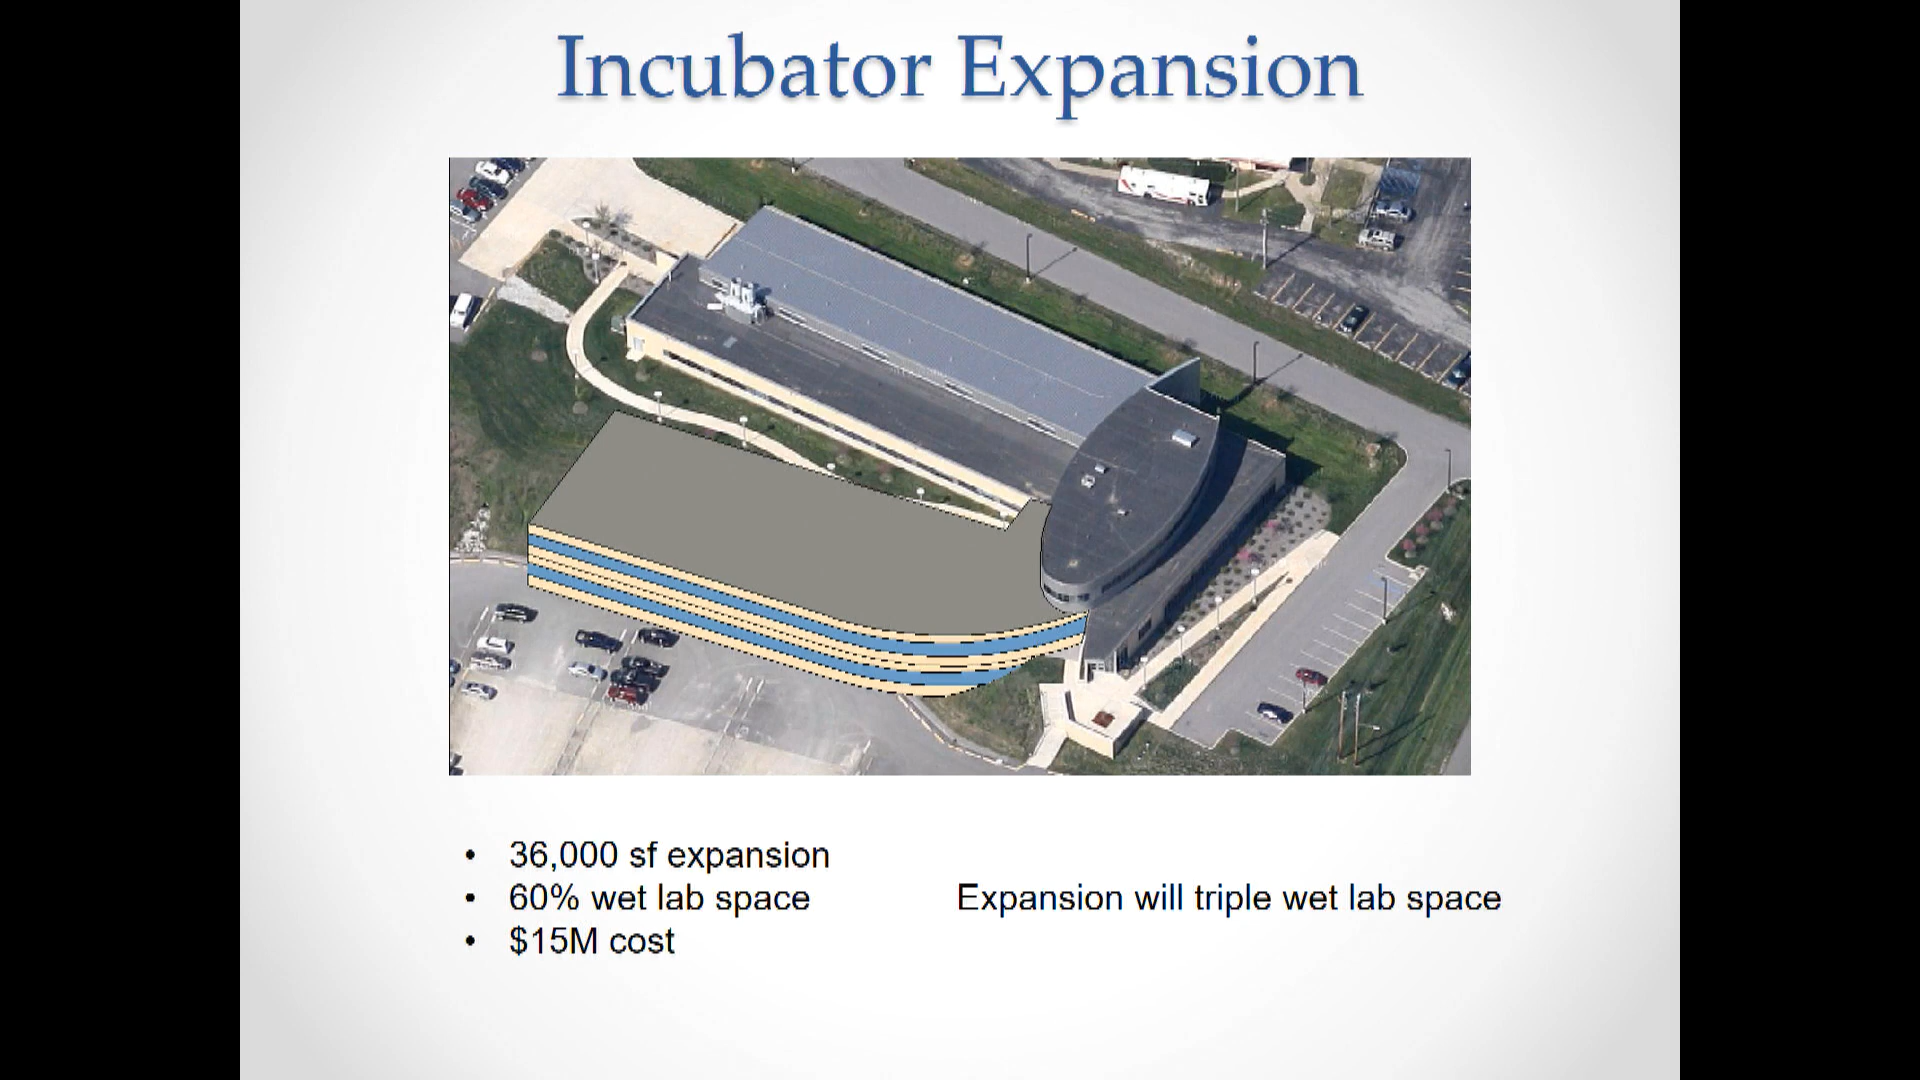 Incubator Expansion
• 36,000 sf expansion
• 60% wet lab space
Expansion will triple wet lab space
• $15M cost